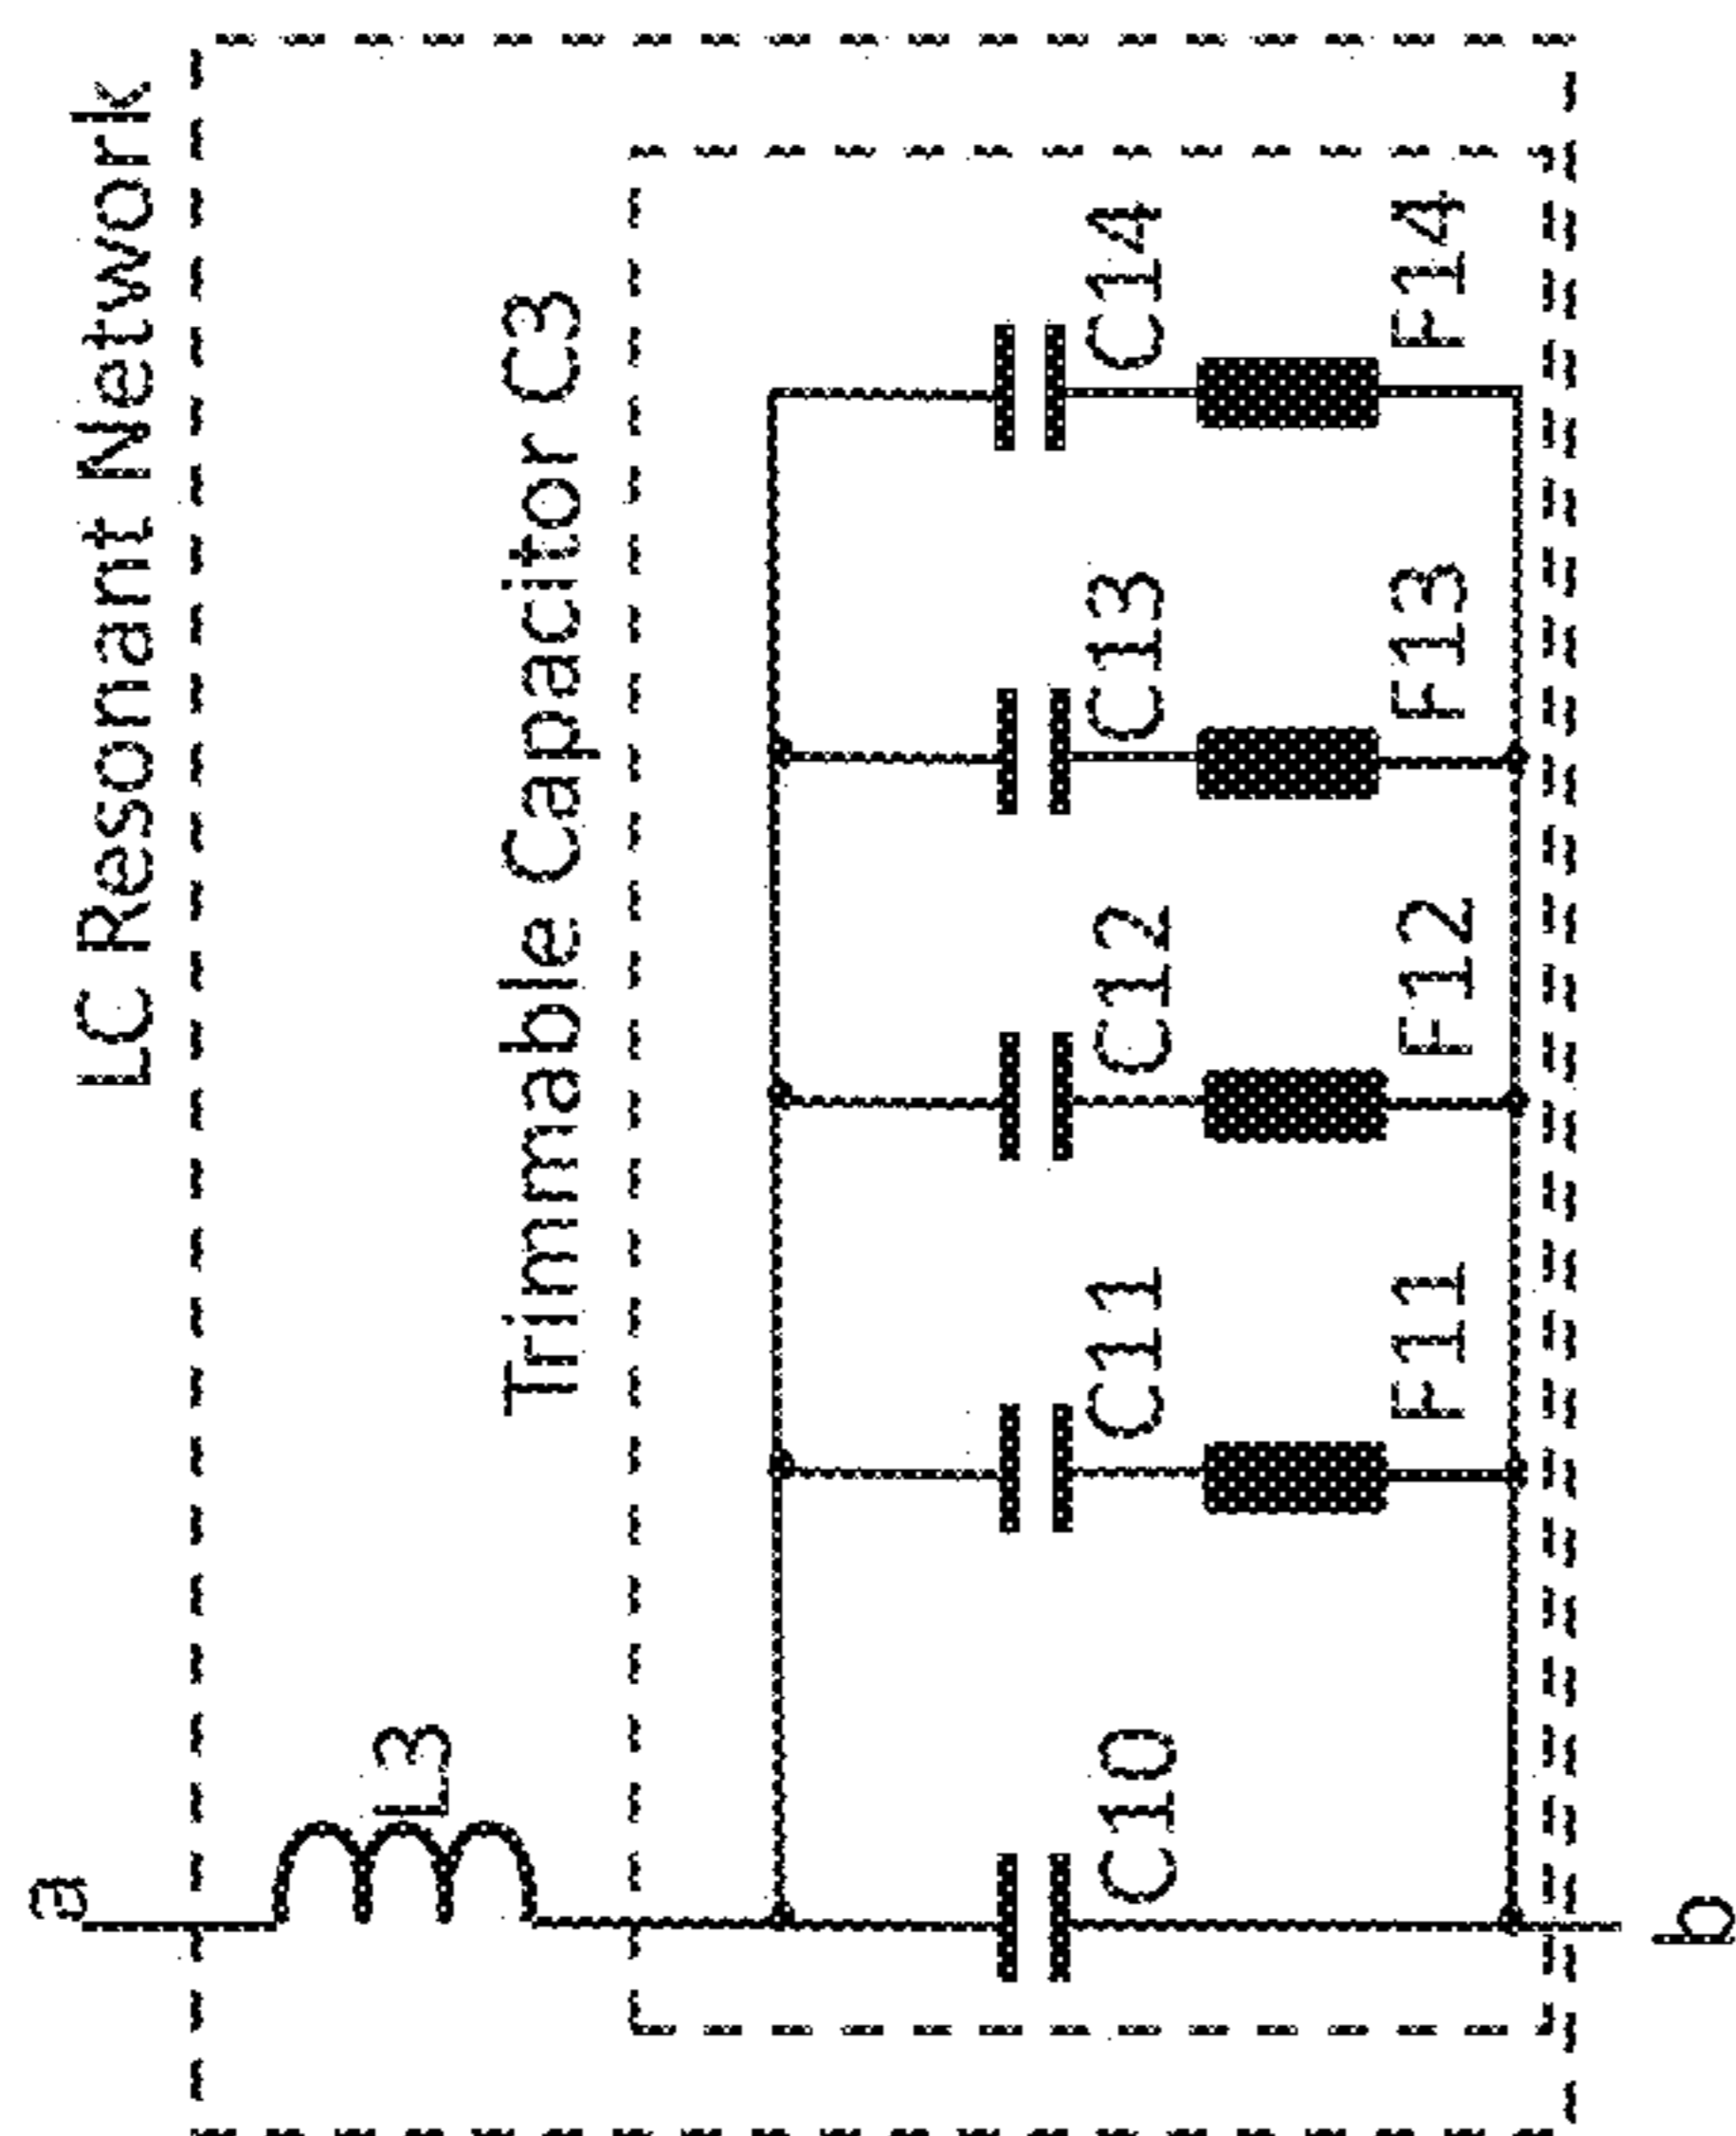 LC Resonant Network
a
L3
Trimmable Capacitor C3
C10
C11
C12
C13
C14
F11
F12
F13
F14
b